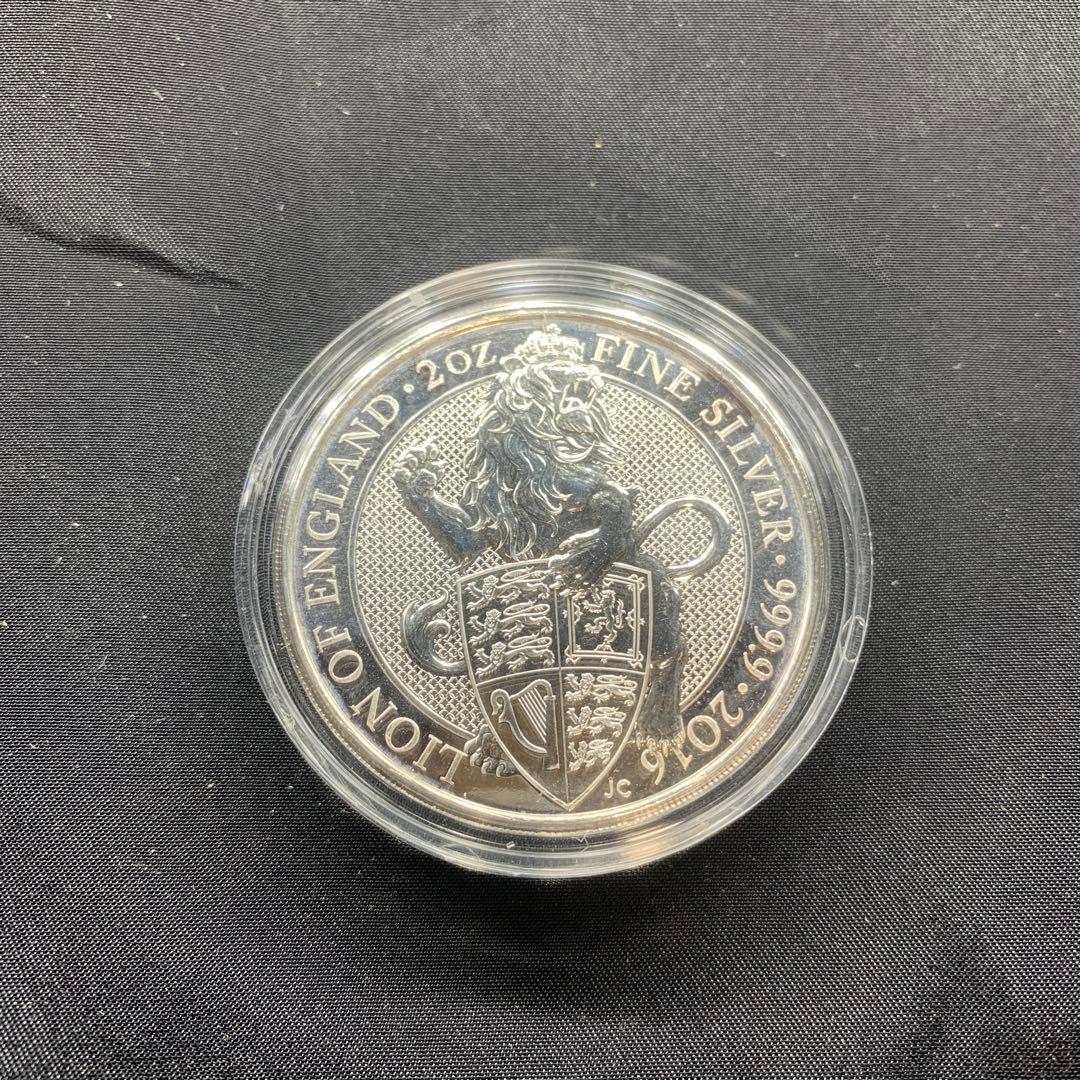 LION OF ENGLAND · 2OZ FINE SILVER · 999.9 · 2016
JC